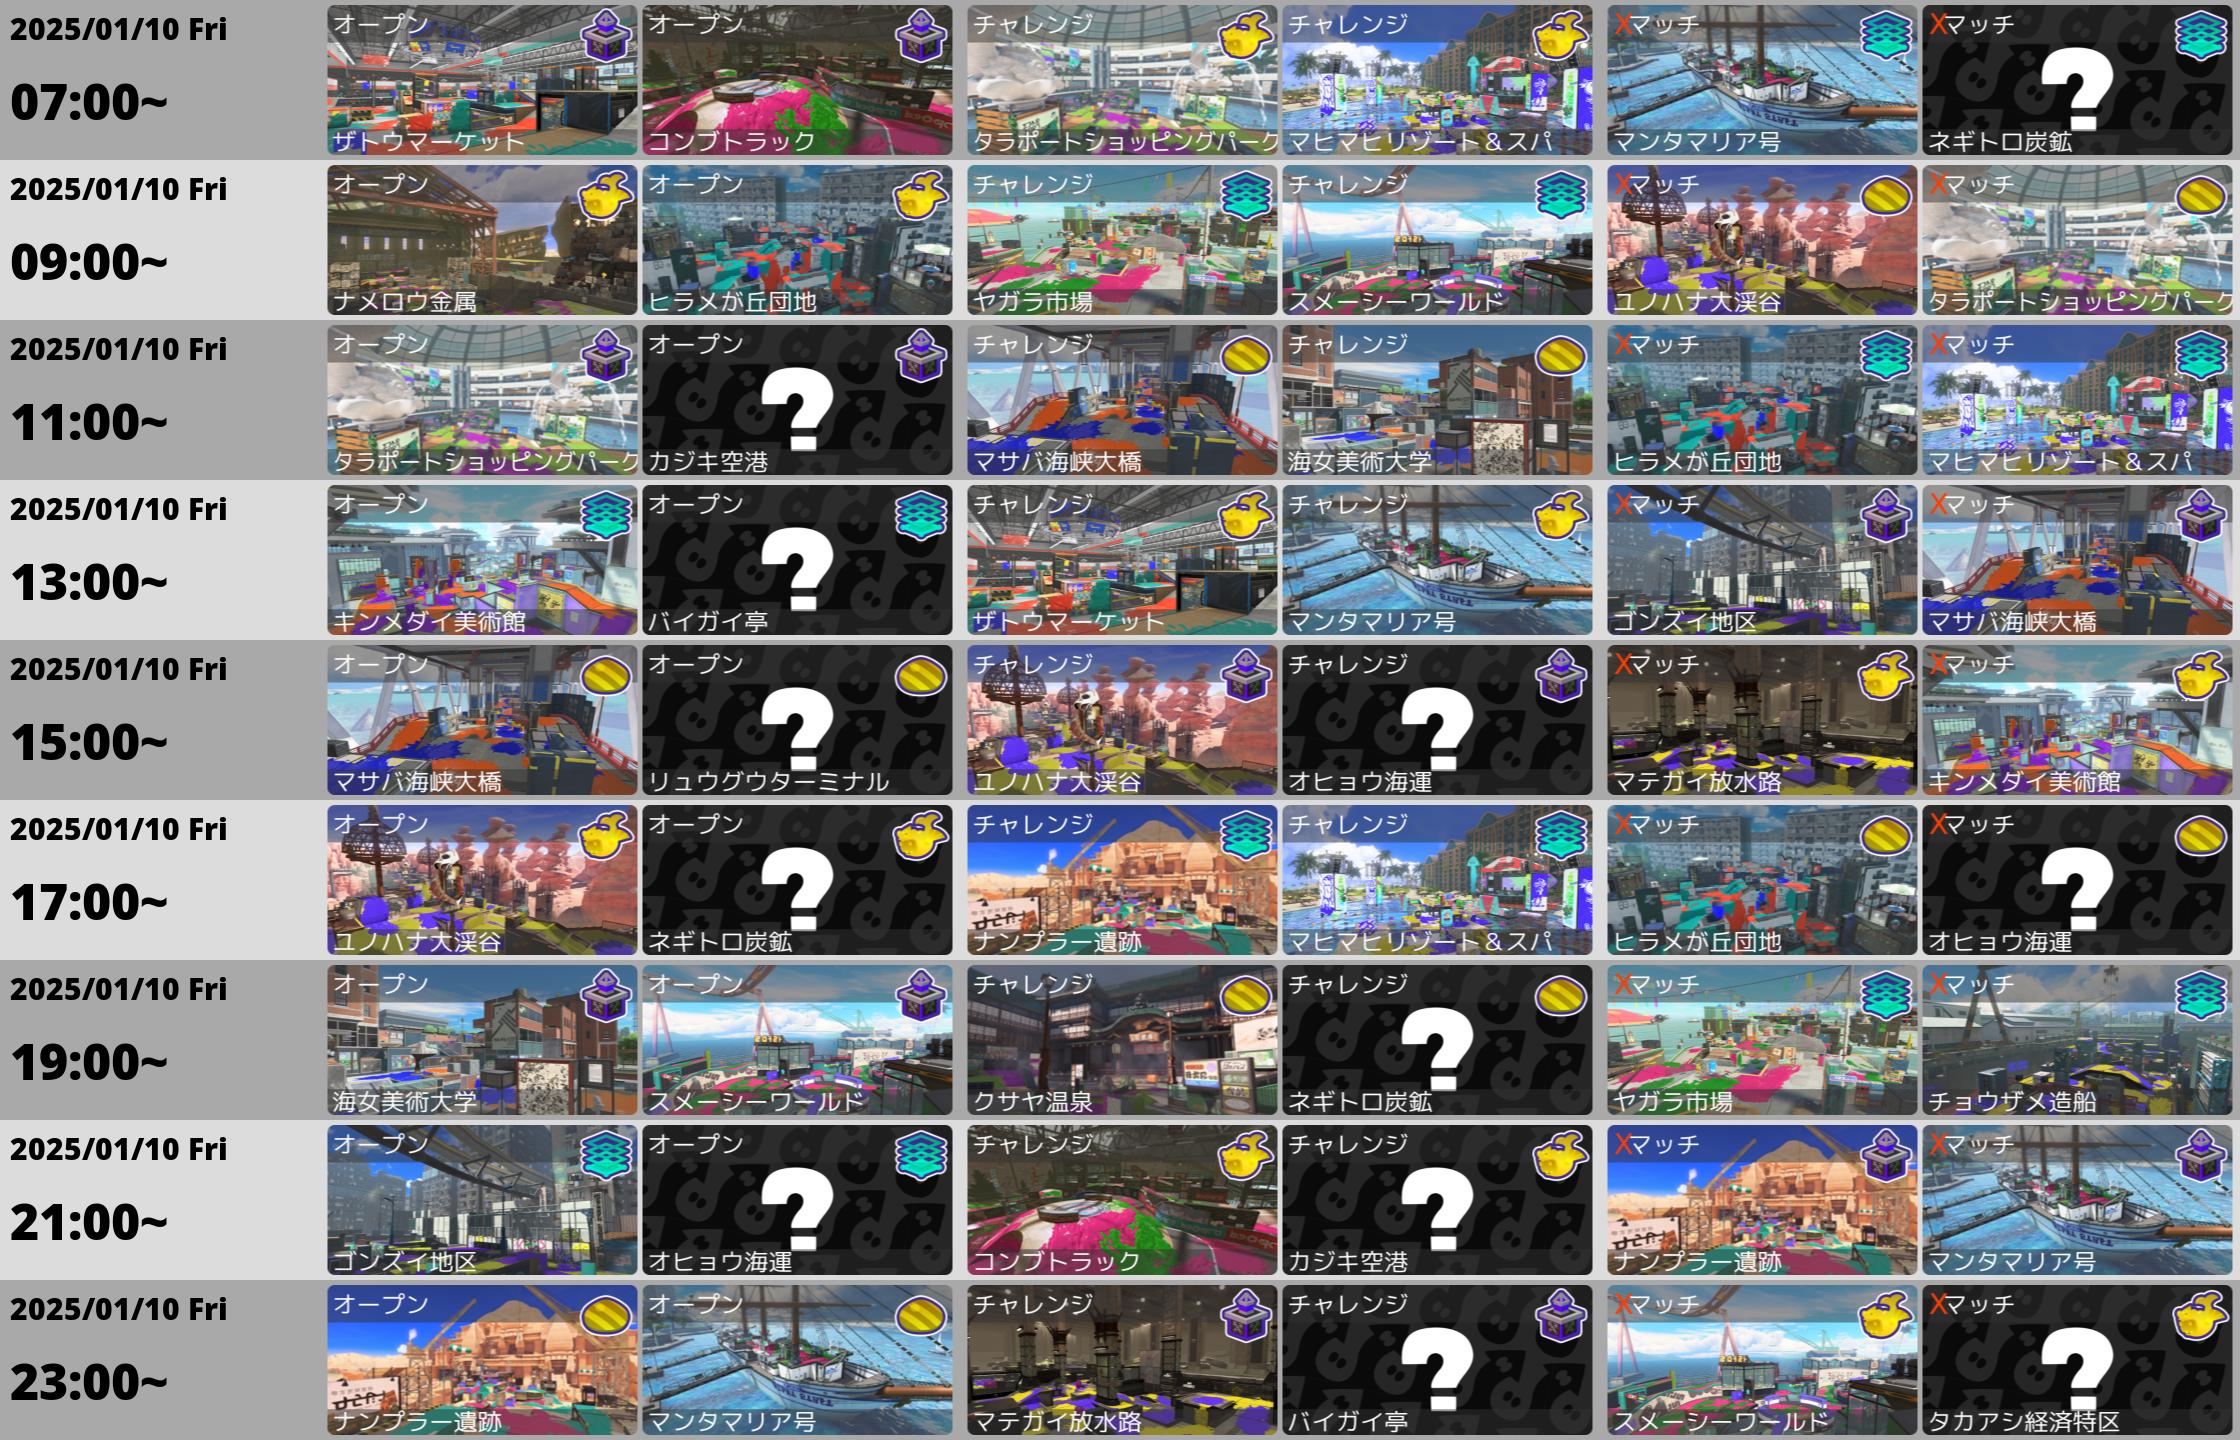 2025/01/10 Fri
07:00~
オープン
ザトウマーケット
オープン
コンブトラック
チャレンジ
タラポートショッピングパーク
チャレンジ
マヒマヒリゾート＆スパ
Xマッチ
マンタマリア号
Xマッチ
ネギトロ炭鉱
2025/01/10 Fri
09:00~
オープン
ナメロウ金属
オープン
ヒラメが丘団地
チャレンジ
ヤガラ市場
チャレンジ
スメーシーワールド
Xマッチ
ユノハナ大渓谷
Xマッチ
タラポートショッピングパーク
2025/01/10 Fri
11:00~
オープン
タラポートショッピングパーク
オープン
カジキ空港
チャレンジ
マサバ海峡大橋
チャレンジ
海女美術大学
Xマッチ
ヒラメが丘団地
Xマッチ
マヒマヒリゾート＆スパ
2025/01/10 Fri
13:00~
オープン
キンメダイ美術館
オープン
バイガイ亭
チャレンジ
ザトウマーケット
チャレンジ
マンタマリア号
Xマッチ
ゴンズイ地区
Xマッチ
マサバ海峡大橋
2025/01/10 Fri
15:00~
オープン
マサバ海峡大橋
オープン
リュウグウターミナル
チャレンジ
ユノハナ大渓谷
チャレンジ
オヒョウ海運
Xマッチ
マテガイ放水路
Xマッチ
キンメダイ美術館
2025/01/10 Fri
17:00~
オープン
ユノハナ大渓谷
オープン
ネギトロ炭鉱
チャレンジ
ナンプラー遺跡
チャレンジ
マヒマヒリゾート＆スパ
Xマッチ
ヒラメが丘団地
Xマッチ
オヒョウ海運
2025/01/10 Fri
19:00~
オープン
海女美術大学
オープン
スメーシーワールド
チャレンジ
クサヤ温泉
チャレンジ
ネギトロ炭鉱
Xマッチ
ヤガラ市場
Xマッチ
チョウザメ造船
2025/01/10 Fri
21:00~
オープン
ゴンズイ地区
オープン
オヒョウ海運
チャレンジ
コンブトラック
チャレンジ
カジキ空港
Xマッチ
ナンプラー遺跡
Xマッチ
マンタマリア号
2025/01/10 Fri
23:00~
オープン
ナンプラー遺跡
オープン
マンタマリア号
チャレンジ
マテガイ放水路
チャレンジ
バイガイ亭
Xマッチ
スメーシーワールド
Xマッチ
タカアシ経済特区